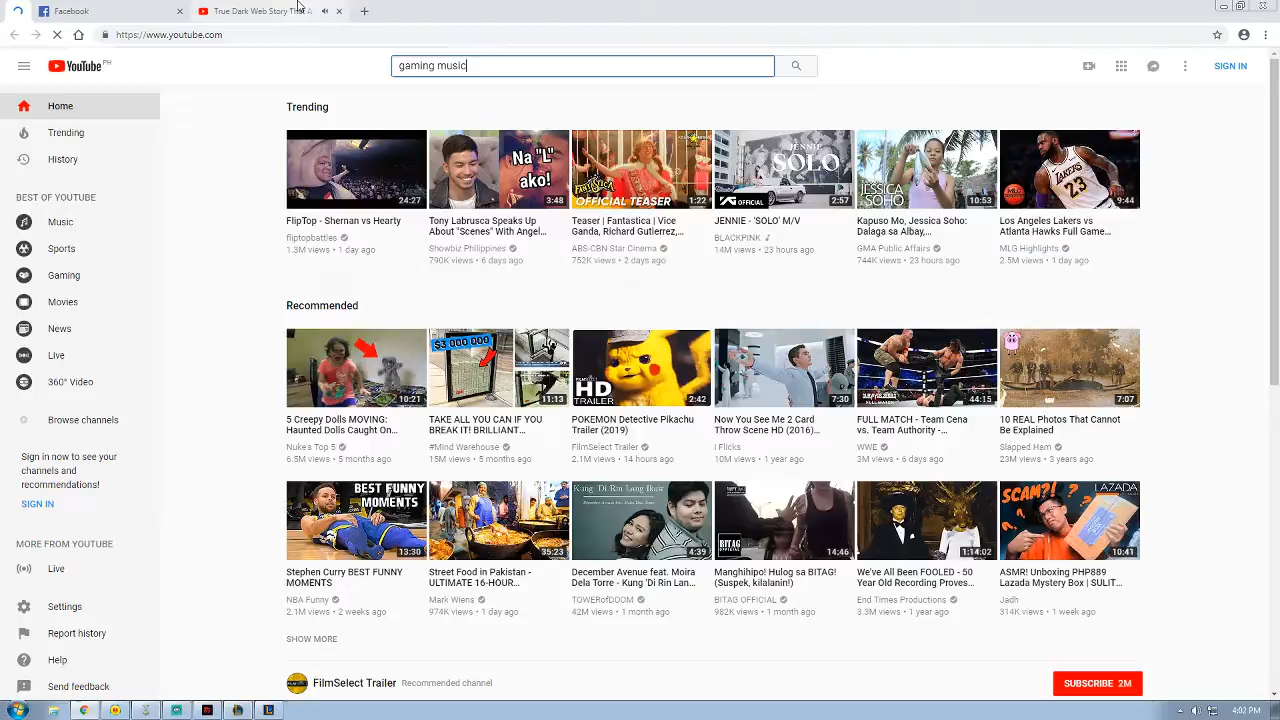 Facebook
True Dark Web Story That A
https://www.youtube.com
YouTube PH
gaming music
SIGN IN
Home
Trending
History
BEST OF YOUTUBE
Music
Sports
Gaming
Movies
News
Live
360° Video
Browse channels
Sign in now to see your
channels and
recommendations!
SIGN IN
MORE FROM YOUTUBE
Live
Settings
Report history
Help
Send feedback
Trending
24:27
FlipTop - Shernan vs Hearty
fliptopbattles
1.3M views • 1 day ago
Na "L"
ako!
3:48
Tony Labrusca Speaks Up
About "Scenes" With Angel...
Showbiz Philippines
790K views • 6 days ago
FANTASTICA
OFFICIAL TEASER
1:22
Teaser | Fantastica | Vice
Ganda, Richard Gutierrez,...
ABS-CBN Star Cinema
752K views • 2 days ago
JENNIE
SOLO
OFFICIAL
2:57
JENNIE - 'SOLO' M/V
BLACKPINK
14M views • 23 hours ago
JESSICA
SOHO
10:53
Kapuso Mo, Jessica Soho:
Dalaga sa Albay,...
GMA Public Affairs
744K views • 23 hours ago
LAKERS
23
MLG
9:44
Los Angeles Lakers vs
Atlanta Hawks Full Game...
MLG Highlights
2.5M views • 1 day ago
Recommended
10:21
5 Creepy Dolls MOVING:
Haunted Dolls Caught On...
Nuke's Top 5
6.5M views • 5 months ago
$3 000 000
11:13
TAKE ALL YOU CAN IF YOU
BREAK IT! BRILLIANT...
#Mind Warehouse
15M views • 5 months ago
HD
TRAILER
2:42
POKEMON Detective Pikachu
Trailer (2019)
FilmSelect Trailer
2.1M views • 14 hours ago
7:30
Now You See Me 2 Card
Throw Scene HD (2016)...
I Flicks
10M views • 1 year ago
44:15
FULL MATCH - Team Cena
vs. Team Authority -...
WWE
3M views • 6 days ago
7:07
10 REAL Photos That Cannot
Be Explained
Slapped Ham
23M views • 3 years ago
BEST FUNNY
MOMENTS
13:30
Stephen Curry BEST FUNNY
MOMENTS
NBA Funny
2.1M views • 2 weeks ago
35:23
Street Food in Pakistan -
ULTIMATE 16-HOUR...
Mark Wiens
974K views • 1 day ago
Kung 'Di Rin Lang Ikaw
4:39
December Avenue feat. Moira
Dela Torre - Kung 'Di Rin Lan...
TOWERofDOOM
42M views • 1 month ago
BITAG
OFFICIAL
14:46
Manghihipo! Hulog sa BITAG!
(Suspek, kilalanin!)
BITAG OFFICIAL
982K views • 1 month ago
1:14:02
We've All Been FOOLED - 50
Year Old Recording Proves...
End Times Productions
3.3M views • 1 year ago
SCAM?!
LAZADA
10:41
ASMR! Unboxing PHP889
Lazada Mystery Box | SULIT...
Jadh
314K views • 1 week ago
SHOW MORE
FilmSelect Trailer Recommended channel
SUBSCRIBE 2M
4:02 PM